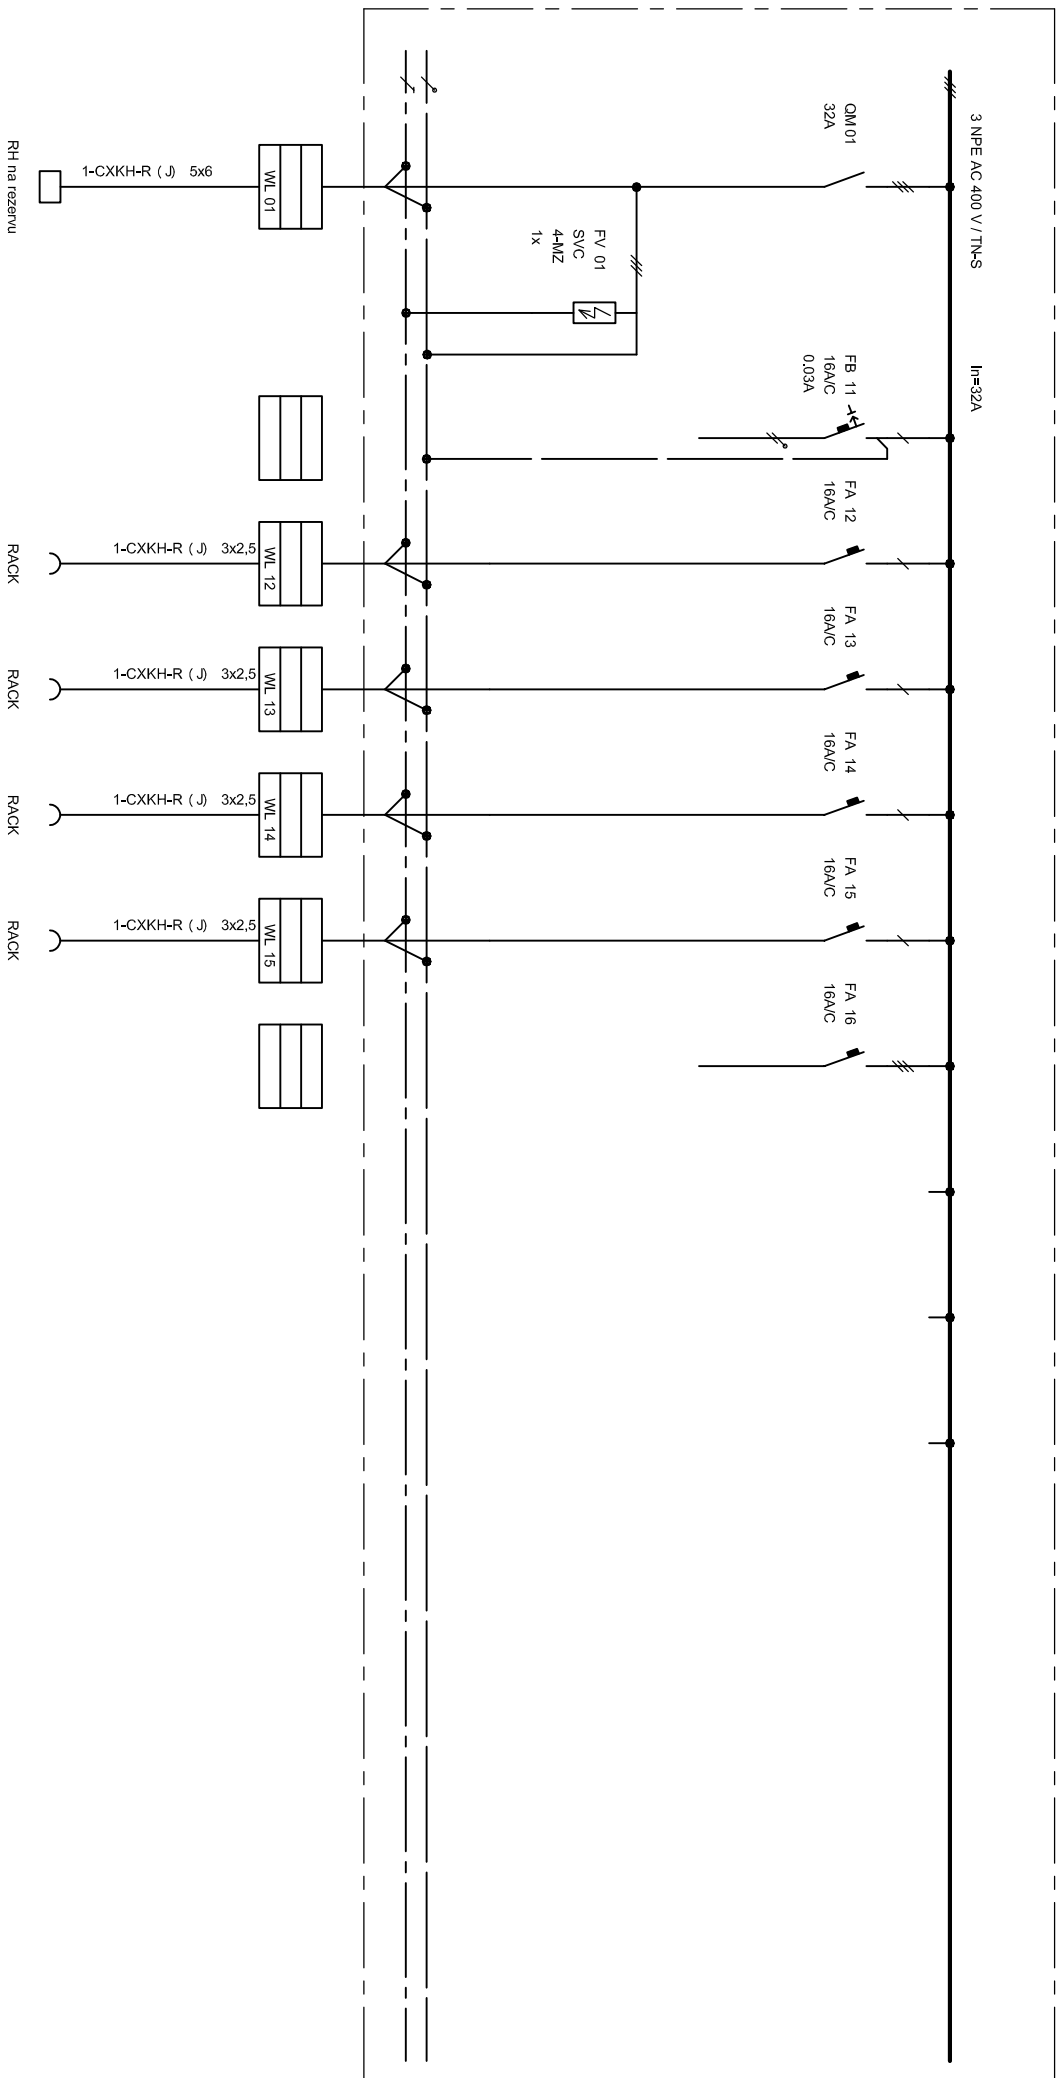 3 NPE AC 400 V / TN-S
In=32A
QM 01
32A
FV 01
SVC
4-MZ
1x
FB 11
16A/C
0.03A
FA 12
16A/C
FA 13
16A/C
FA 14
16A/C
FA 15
16A/C
FA 16
16A/C
WL 01
WL 12
WL 13
WL 14
WL 15
1-CXKH-R (J) 5x6
1-CXKH-R (J) 3x2,5
1-CXKH-R (J) 3x2,5
1-CXKH-R (J) 3x2,5
1-CXKH-R (J) 3x2,5
RH na rezervu
RACK
RACK
RACK
RACK